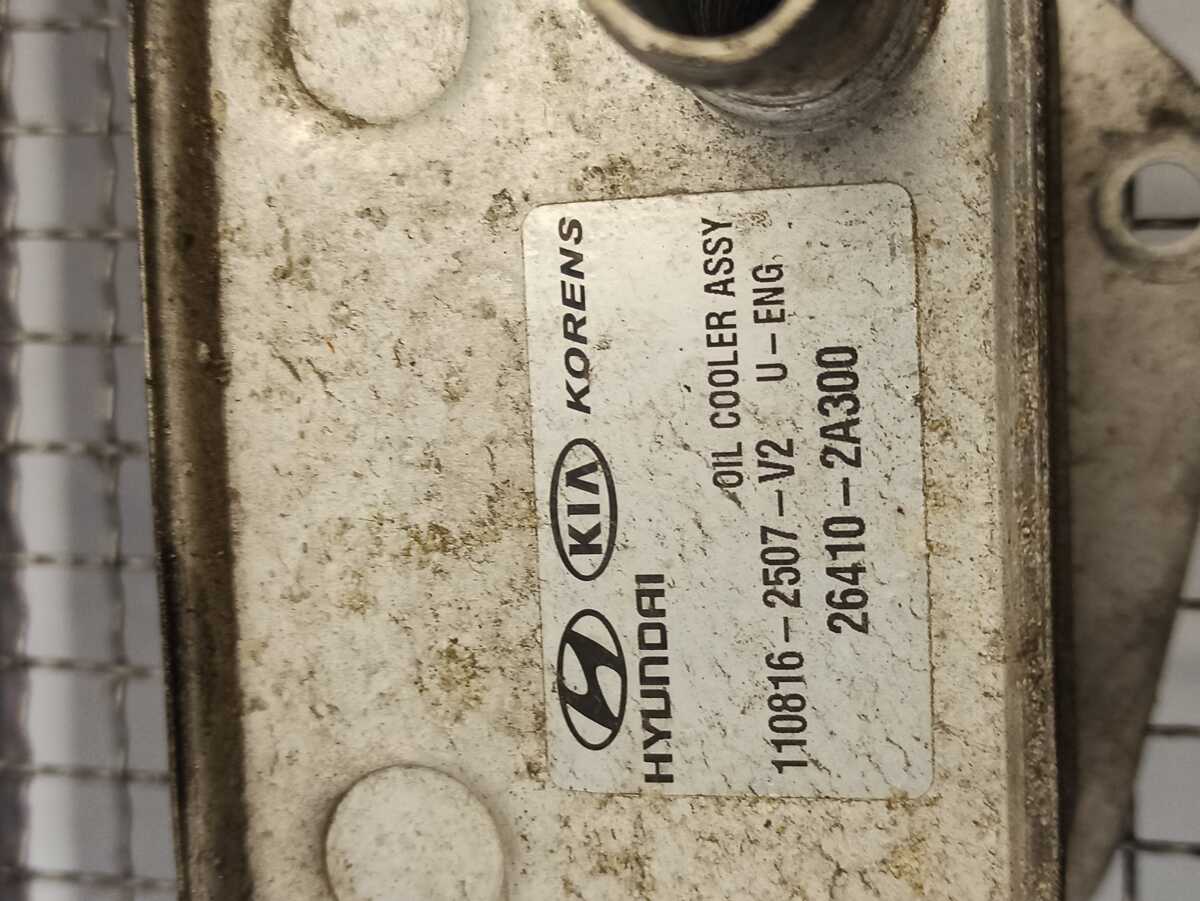 KIA KORENS
HYUNDAI
OIL COOLER ASSY
110816-2507-V2 U-ENG
26410-2A300